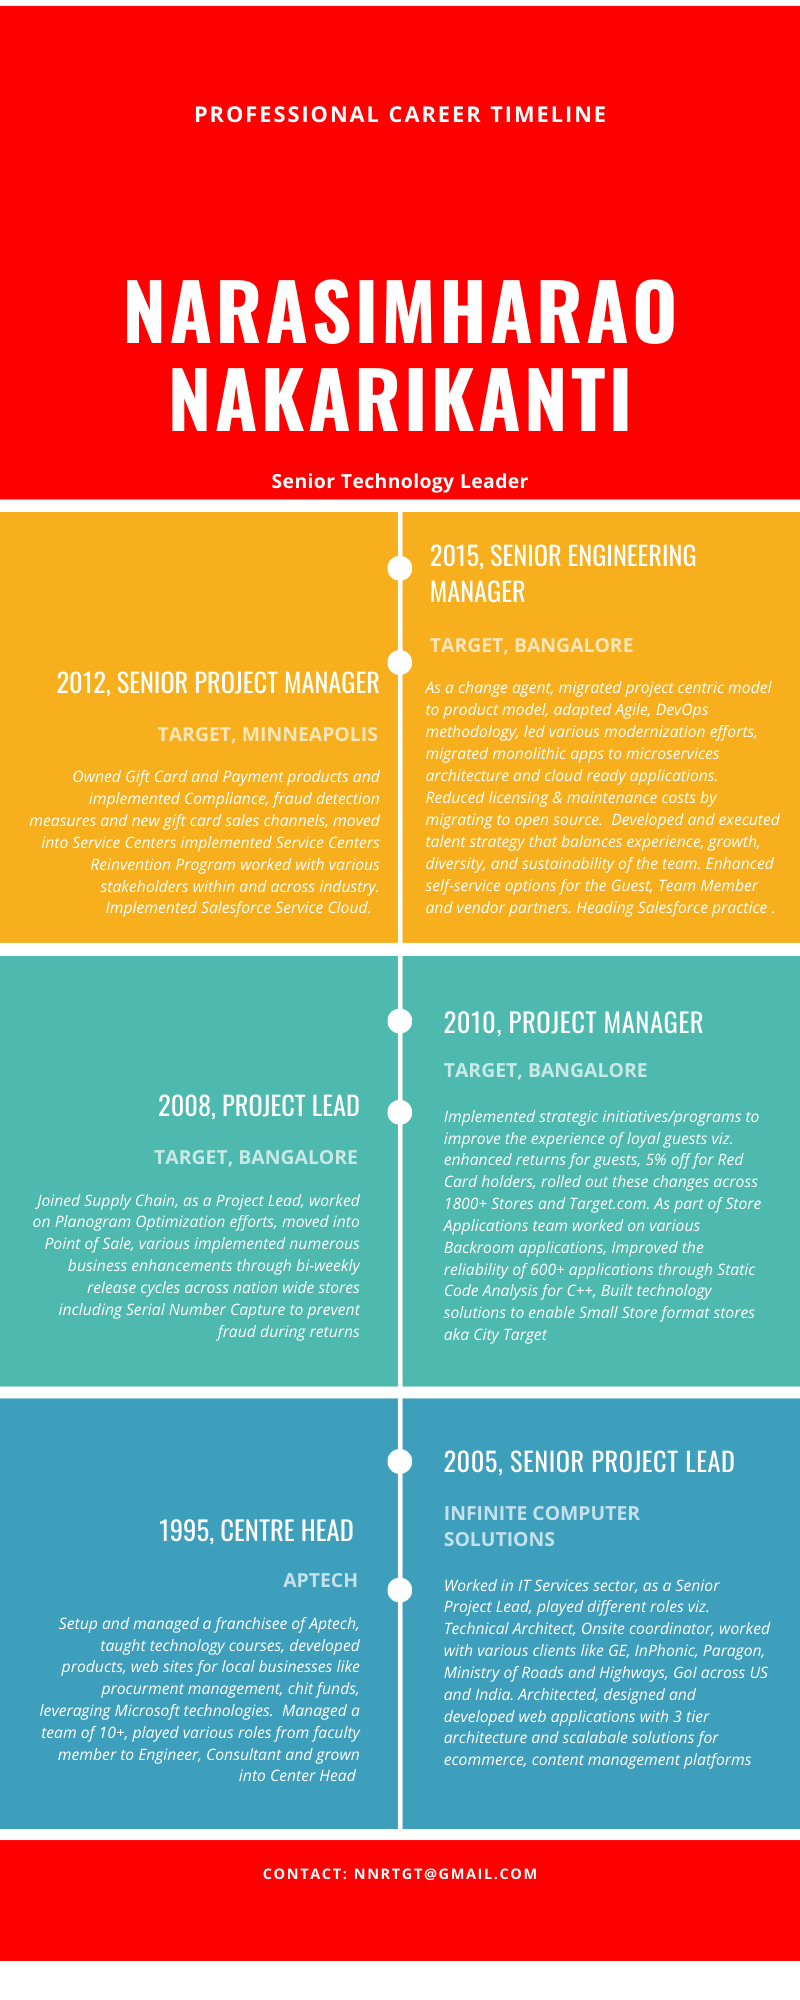 PROFESSIONAL CAREER TIMELINE
NARASIMHARAO
NAKARIKANTI
Senior Technology Leader
2015, SENIOR ENGINEERING
MANAGER
TARGET, BANGALORE
As a change agent, migrated project centric model
to product model, adapted Agile, DevOps
methodology, led various modernization efforts,
migrated monolithic apps to microservices
architecture and cloud ready applications.
Reduced licensing & maintenance costs by
migrating to open source.  Developed and executed
talent strategy that balances experience, growth,
diversity, and sustainability of the team. Enhanced
self-service options for the Guest, Team Member
and vendor partners. Heading Salesforce practice .
2012, SENIOR PROJECT MANAGER
TARGET, MINNEAPOLIS
Owned Gift Card and Payment products and
implemented Compliance, fraud detection
measures and new gift card sales channels, moved
into Service Centers implemented Service Centers
Reinvention Program worked with various
stakeholders within and across industry.
Implemented Salesforce Service Cloud.
2010, PROJECT MANAGER
TARGET, BANGALORE
Implemented strategic initiatives/programs to
improve the experience of loyal guests viz.
enhanced returns for guests, 5% off for Red
Card holders, rolled out these changes across
1800+ Stores and Target.com. As part of Store
Applications team worked on various
Backroom applications, Improved the
reliability of 600+ applications through Static
Code Analysis for C++, Built technology
solutions to enable Small Store format stores
aka City Target
2008, PROJECT LEAD
TARGET, BANGALORE
Joined Supply Chain, as a Project Lead, worked
on Planogram Optimization efforts, moved into
Point of Sale, various implemented numerous
business enhancements through bi-weekly
release cycles across nation wide stores
including Serial Number Capture to prevent
fraud during returns
2005, SENIOR PROJECT LEAD
INFINITE COMPUTER
SOLUTIONS
Worked in IT Services sector, as a Senior
Project Lead, played different roles viz.
Technical Architect, Onsite coordinator, worked
with various clients like GE, InPhonic, Paragon,
Ministry of Roads and Highways, GoI across US
and India. Architected, designed and
developed web applications with 3 tier
architecture and scalabale solutions for
ecommerce, content management platforms
1995, CENTRE HEAD
APTECH
Setup and managed a franchisee of Aptech,
taught technology courses, developed
products, web sites for local businesses like
procurment management, chit funds,
leveraging Microsoft technologies.  Managed a
team of 10+, played various roles from faculty
member to Engineer, Consultant and grown
into Center Head
CONTACT: NNRTGT@GMAIL.COM